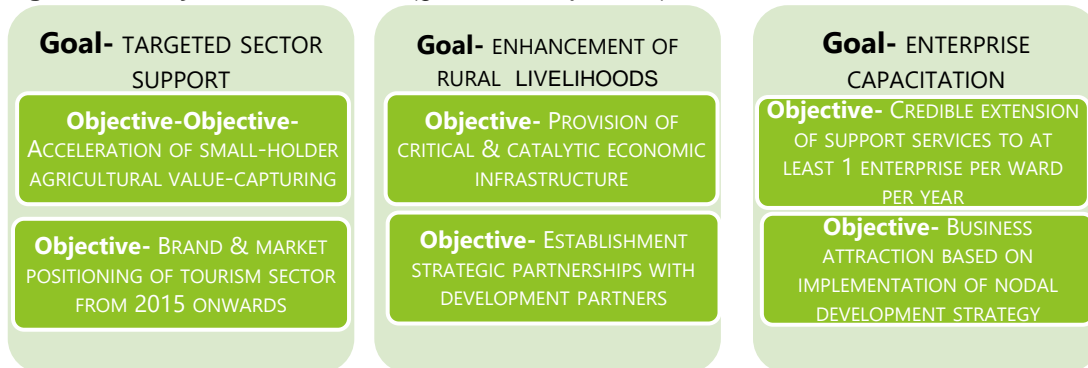 Goal- TARGETED SECTOR
SUPPORT
Objective-Objective-
ACCELERATION OF SMALL-HOLDER
AGRICULTURAL VALUE-CAPTURING
Objective- BRAND & MARKET
POSITIONING OF TOURISM SECTOR
FROM 2015 ONWARDS
Goal- ENHANCEMENT OF
RURAL LIVELIHOODS
Objective- PROVISION OF
CRITICAL & CATALYTIC ECONOMIC
INFRASTRUCTURE
Objective- ESTABLISHMENT
STRATEGIC PARTNERSHIPS WITH
DEVELOPMENT PARTNERS
Goal- ENTERPRISE
CAPACITATION
Objective- CREDIBLE EXTENSION
OF SUPPORT SERVICES TO AT
LEAST 1 ENTERPRISE PER WARD
PER YEAR
Objective- BUSINESS
ATTRACTION BASED ON
IMPLEMENTATION OF NODAL
DEVELOPMENT STRATEGY